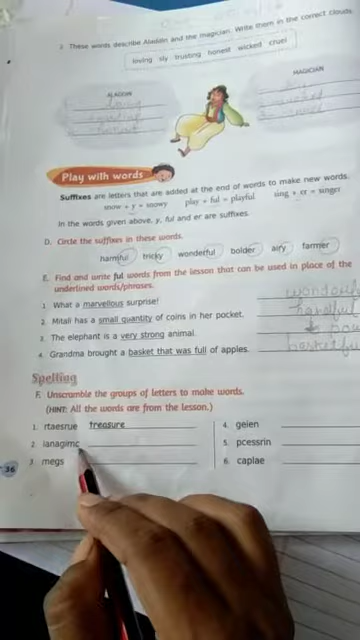 2. These words describe Aladdin and the magician. Write them in the correct clouds.
loving sly trusting honest wicked cruel
ALADDIN
MAGICIAN
loving
trusting
honest
wicked
Play with words
Suffixes are letters that are added at the end of words to make new words.
snow + y = snowy play + ful = playful sing + er = singer
In the words given above, y, ful and er are suffixes.
D. Circle the suffixes in these words.
harmful tricky wonderful bolder airy farmer
E. Find and write ful words from the lesson that can be used in place of the
underlined words/phrases.
1. What a marvellous surprise!
2. Mitali has a small quantity of coins in her pocket. handful
3. The elephant is a very strong animal.
4. Grandma brought a basket that was full of apples.
Spelling
F. Unscramble the groups of letters to make words.
(HINT: All the words are from the lesson.)
1. rtaesrue treasure 4. geien
2. ianagimc 5. pcessrin
3. megs 6. caplae
36